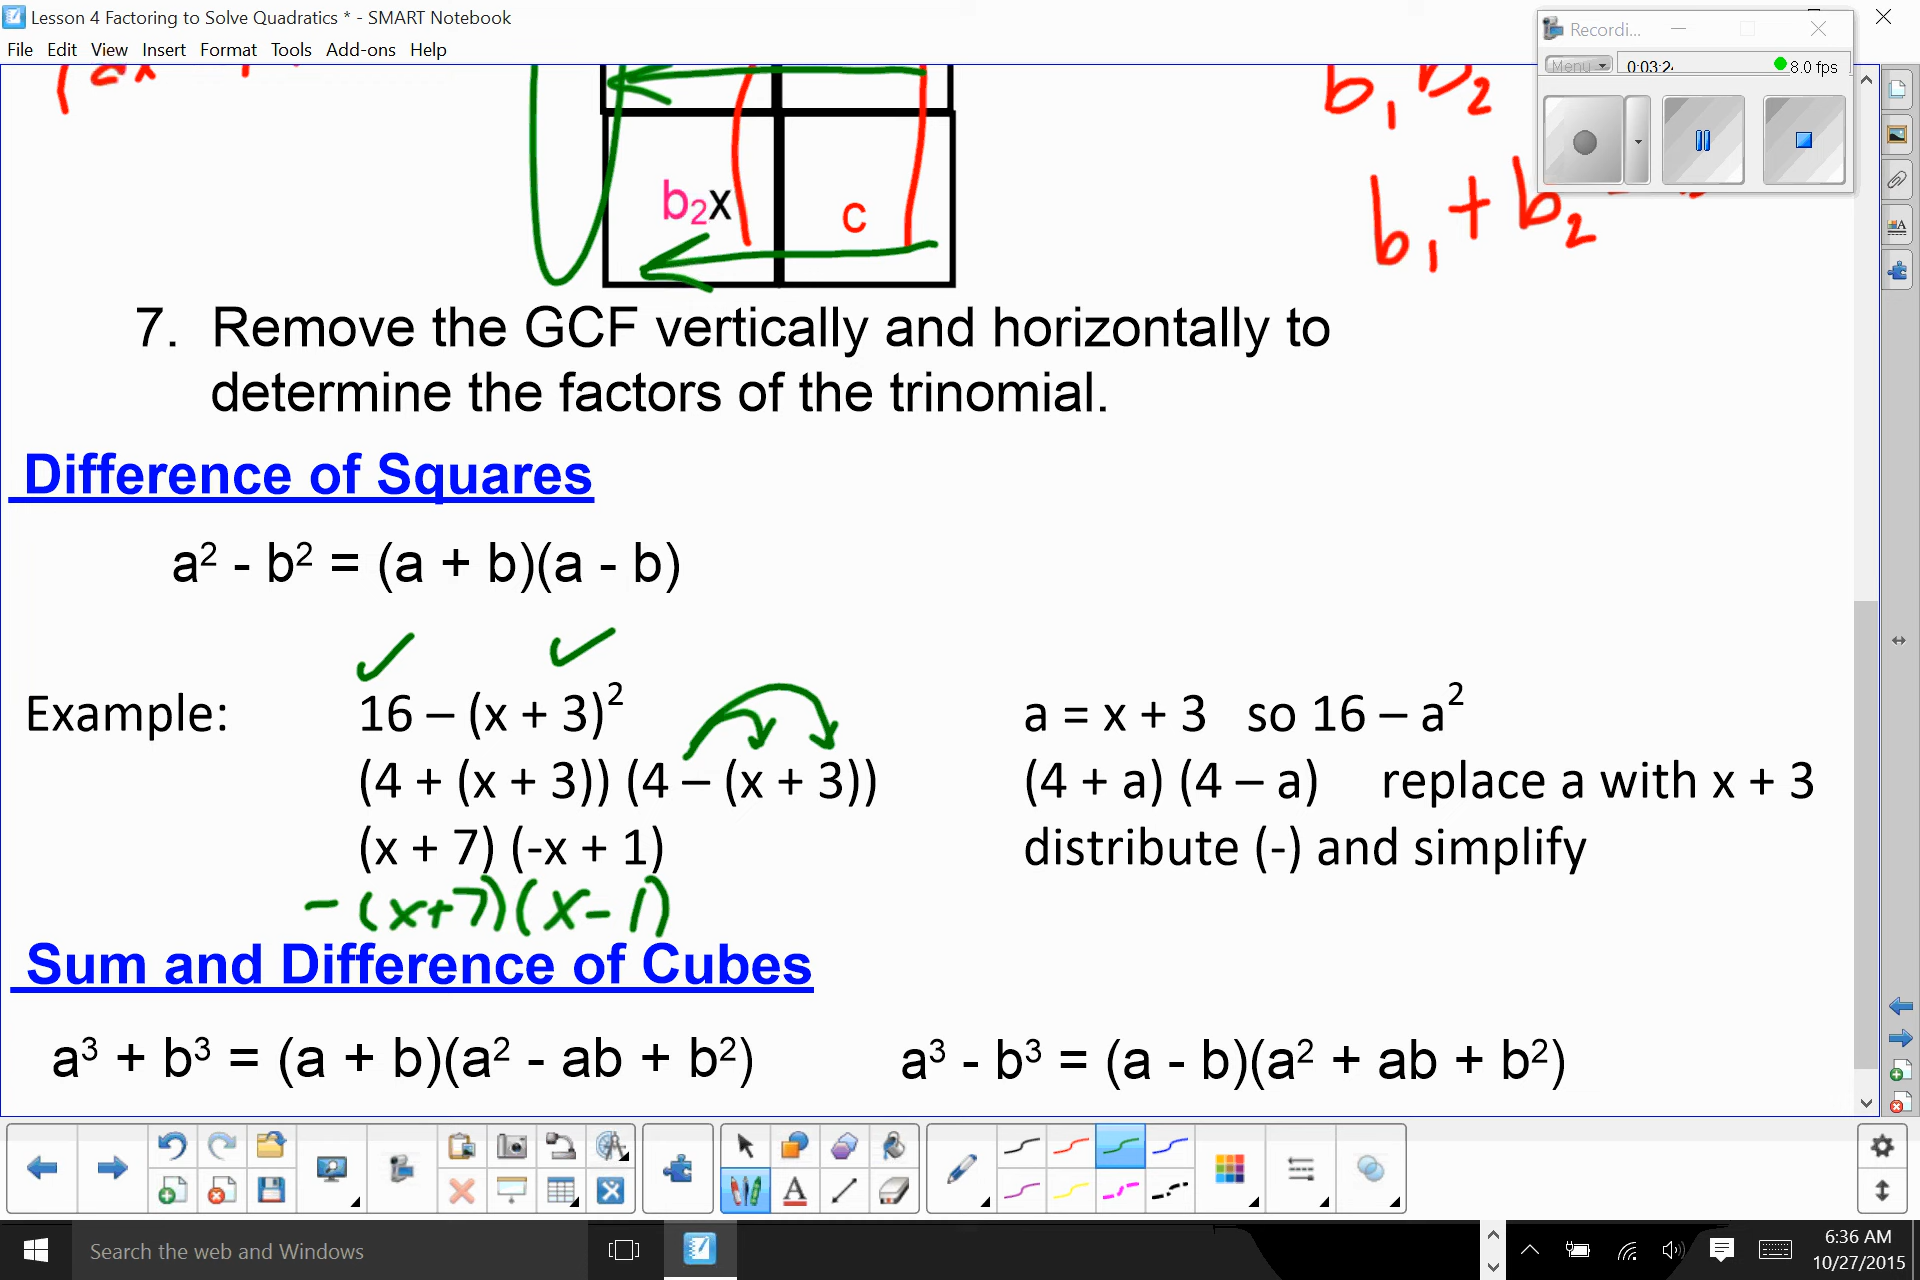 Lesson 4 Factoring to Solve Quadratics * - SMART Notebook
File Edit View Insert Format Tools Add-ons Help
Recordi...
Menu 0:03:2 8.0 fps
b₁ b₂
b₂x c
b₁ + b₂
7. Remove the GCF vertically and horizontally to
determine the factors of the trinomial.
Difference of Squares
a² - b² = (a + b)(a - b)
Example: 16 – (x + 3)² a = x + 3 so 16 – a²
(4 + (x + 3)) (4 – (x + 3)) (4 + a) (4 – a) replace a with x + 3
(x + 7) (-x + 1) distribute (-) and simplify
-(x+7)(x-1)
Sum and Difference of Cubes
a³ + b³ = (a + b)(a² - ab + b²) a³ - b³ = (a - b)(a² + ab + b²)
Search the web and Windows
6:36 AM
10/27/2015